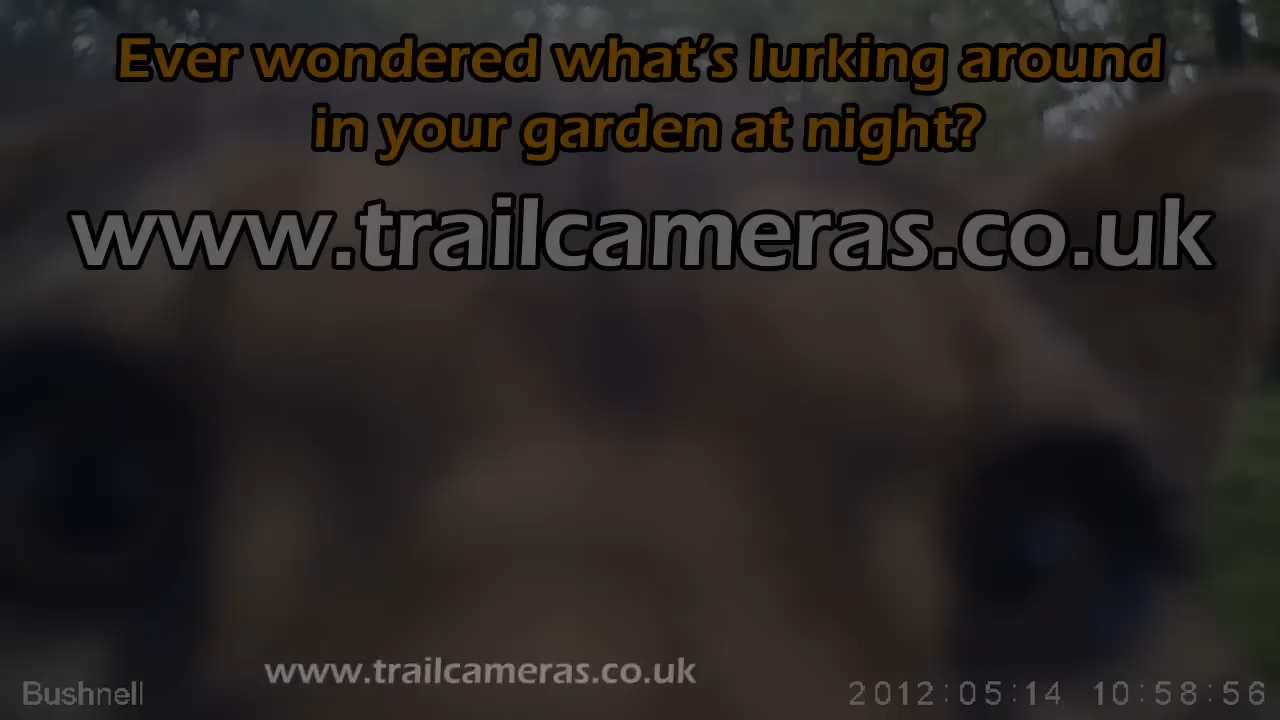 Ever wondered what's lurking around
in your garden at night?
www.trailcameras.co.uk
www.trailcameras.co.uk
Bushnell 2012:05:14 10:58:56